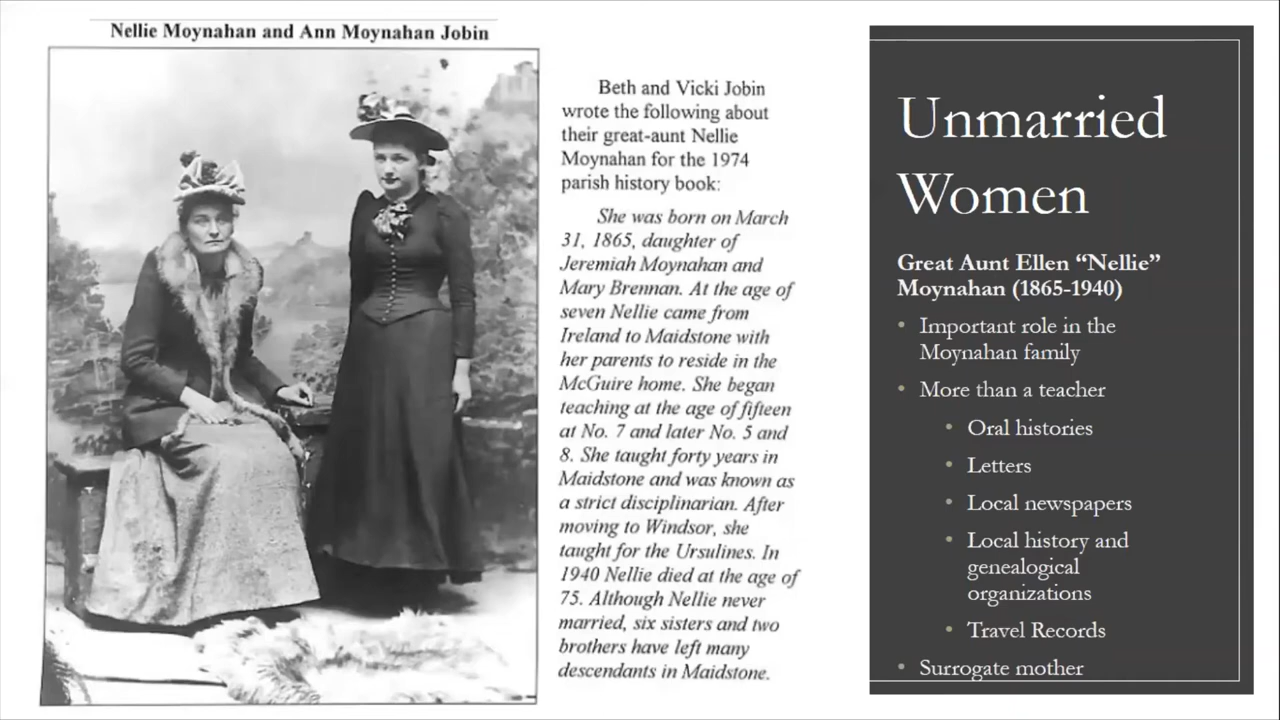 Nellie Moynahan and Ann Moynahan Jobin
Beth and Vicki Jobin
wrote the following about
their great-aunt Nellie
Moynahan for the 1974
parish history book:
She was born on March
31, 1865, daughter of
Jeremiah Moynahan and
Mary Brennan. At the age of
seven Nellie came from
Ireland to Maidstone with
her parents to reside in the
McGuire home. She began
teaching at the age of fifteen
at No. 7 and later No. 5 and
8. She taught forty years in
Maidstone and was known as
a strict disciplinarian. After
moving to Windsor, she
taught for the Ursulines. In
1940 Nellie died at the age of
75. Although Nellie never
married, six sisters and two
brothers have left many
descendants in Maidstone.
Unmarried
Women
Great Aunt Ellen “Nellie”
Moynahan (1865-1940)
• Important role in the
Moynahan family
• More than a teacher
• Oral histories
• Letters
• Local newspapers
• Local history and
genealogical
organizations
• Travel Records
• Surrogate mother